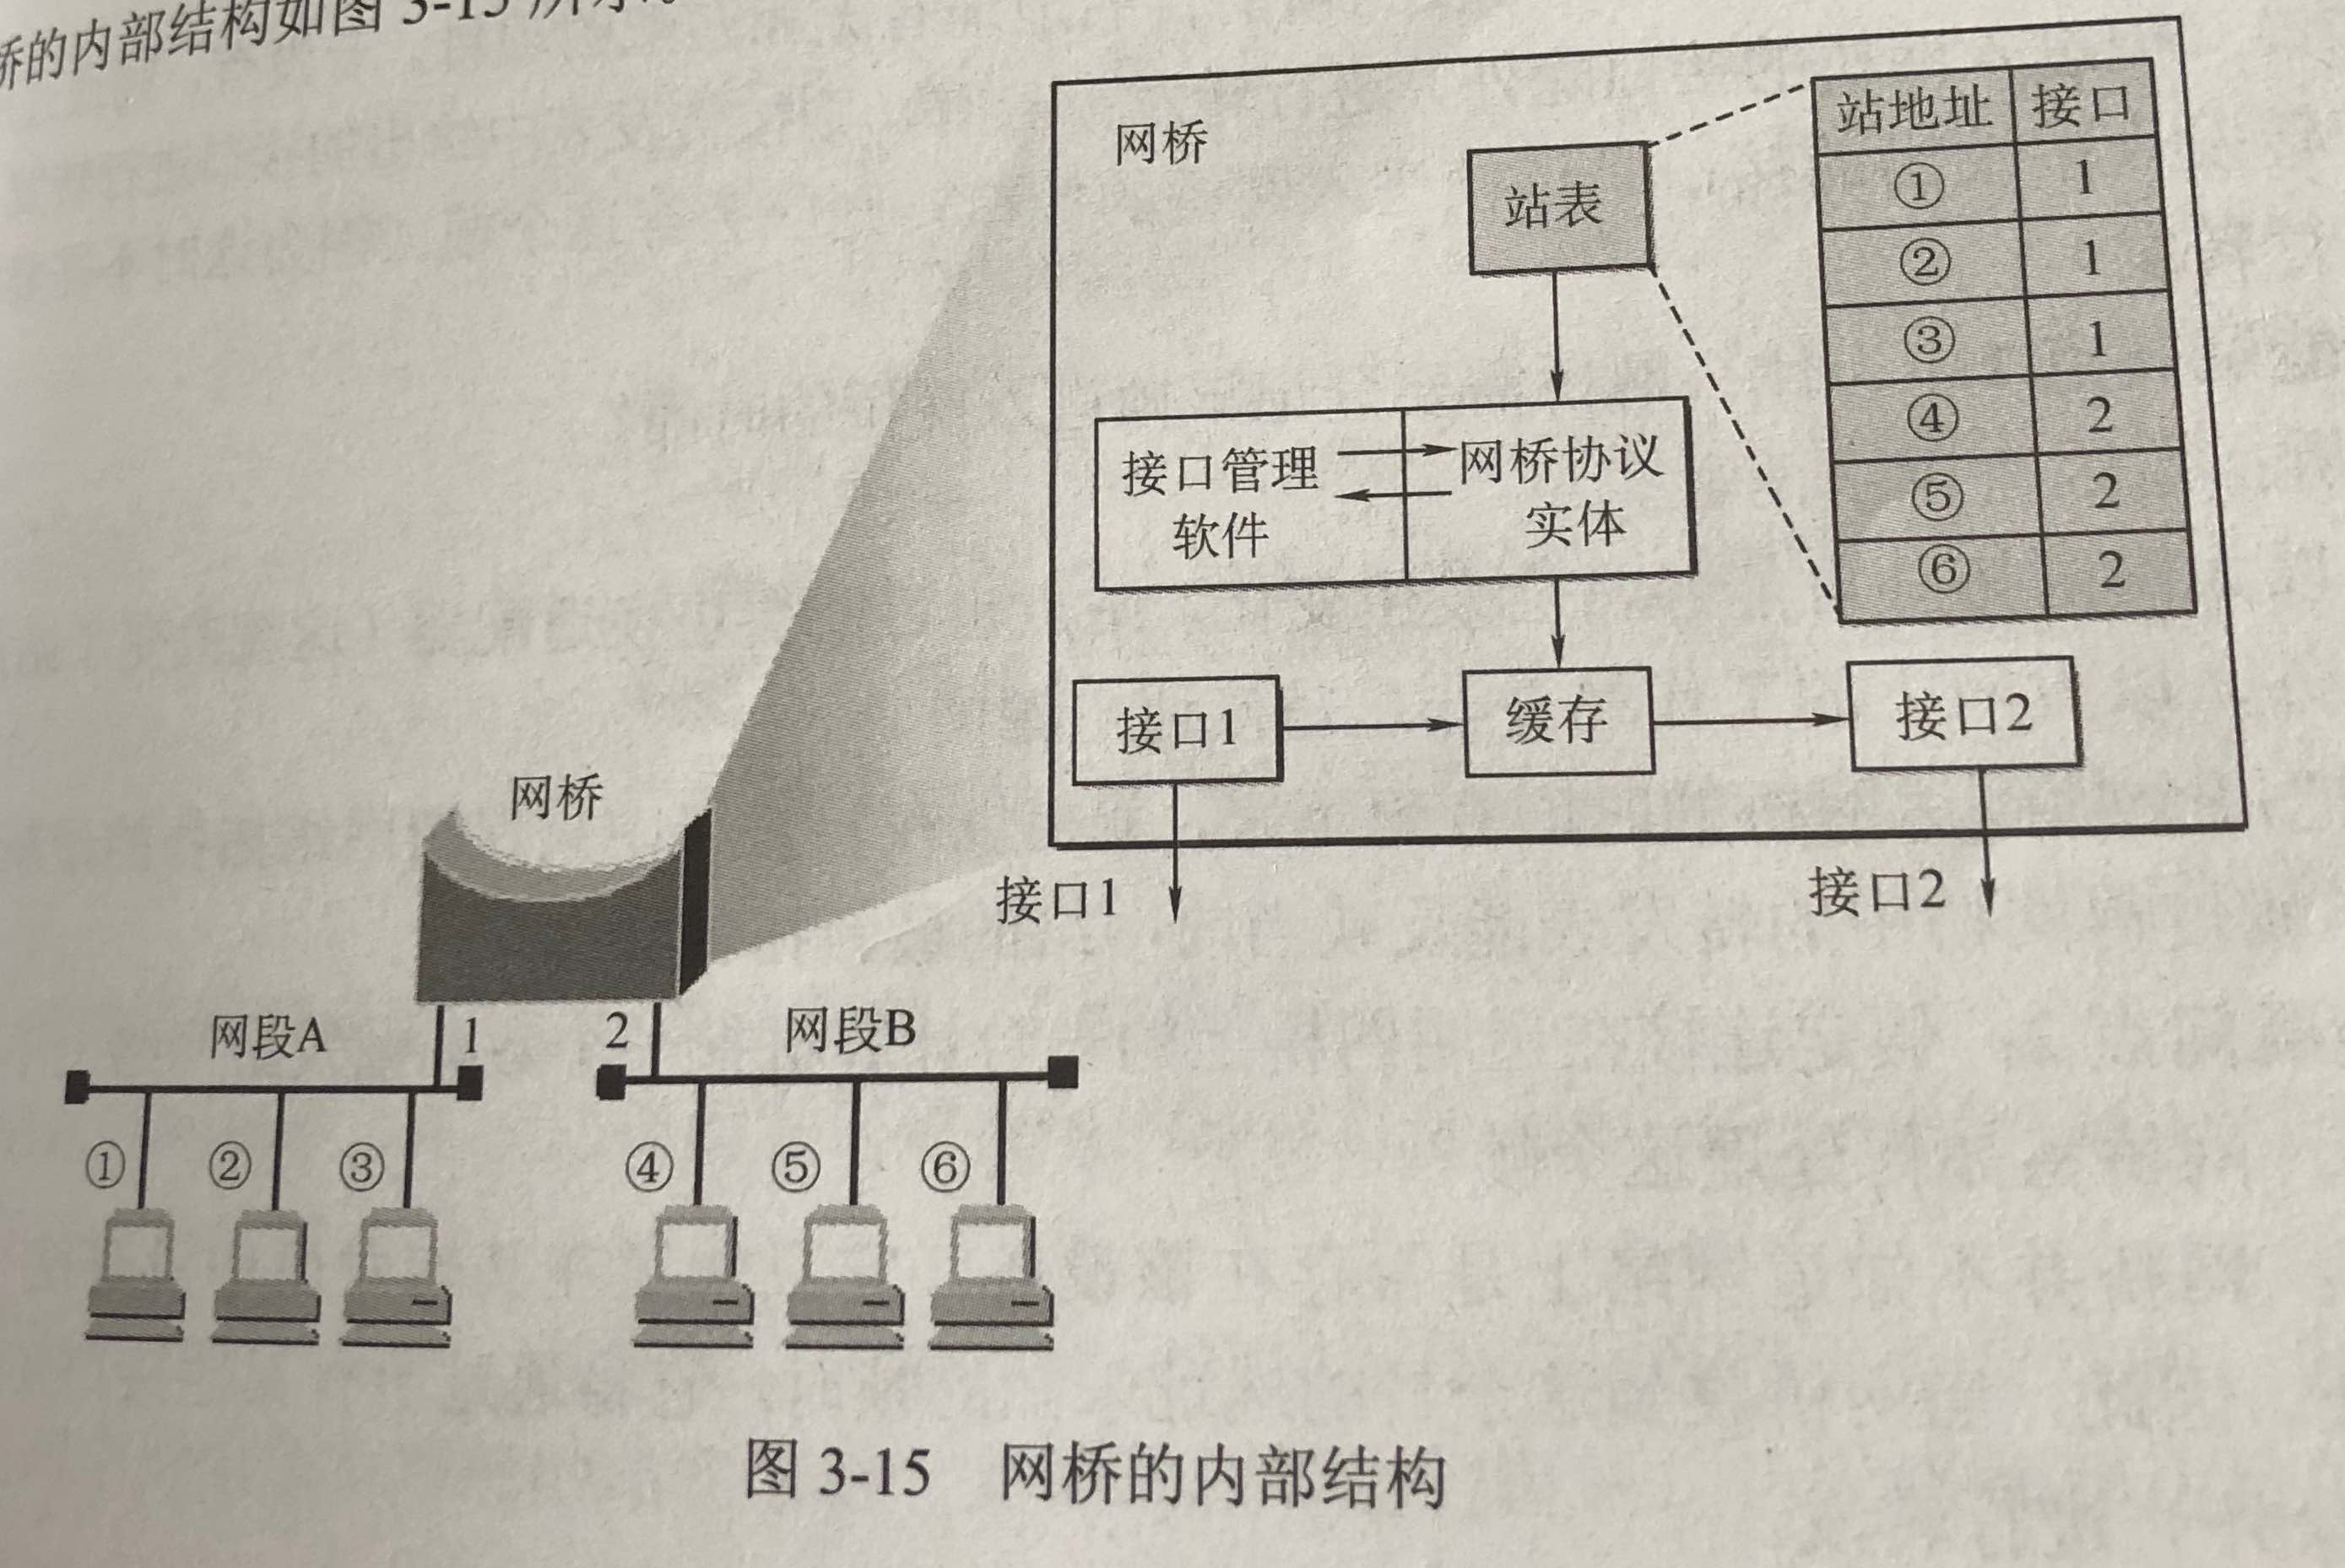 桥的内部结构如图 3-15 所示。
网桥
站表
站地址 接口
① 1
② 1
③ 1
④ 2
⑤ 2
⑥ 2
接口管理
软件
网桥协议
实体
接口1
缓存
接口2
接口1
接口2
网桥
网段A
1
2
网段B
①
②
③
④
⑤
⑥
图 3-15 网桥的内部结构